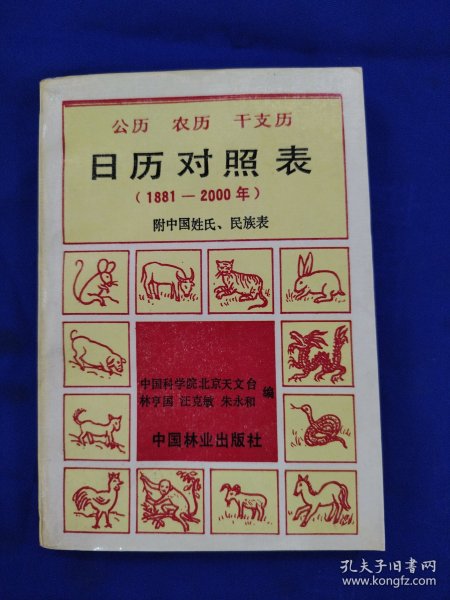 公历 农历 干支历
日历对照表
（1881—2000年）
附中国姓氏、民族表
中国科学院北京天文台
林亨国 汪克敏 朱永和 编
中国林业出版社
孔夫子旧书网
www.kongfz.com